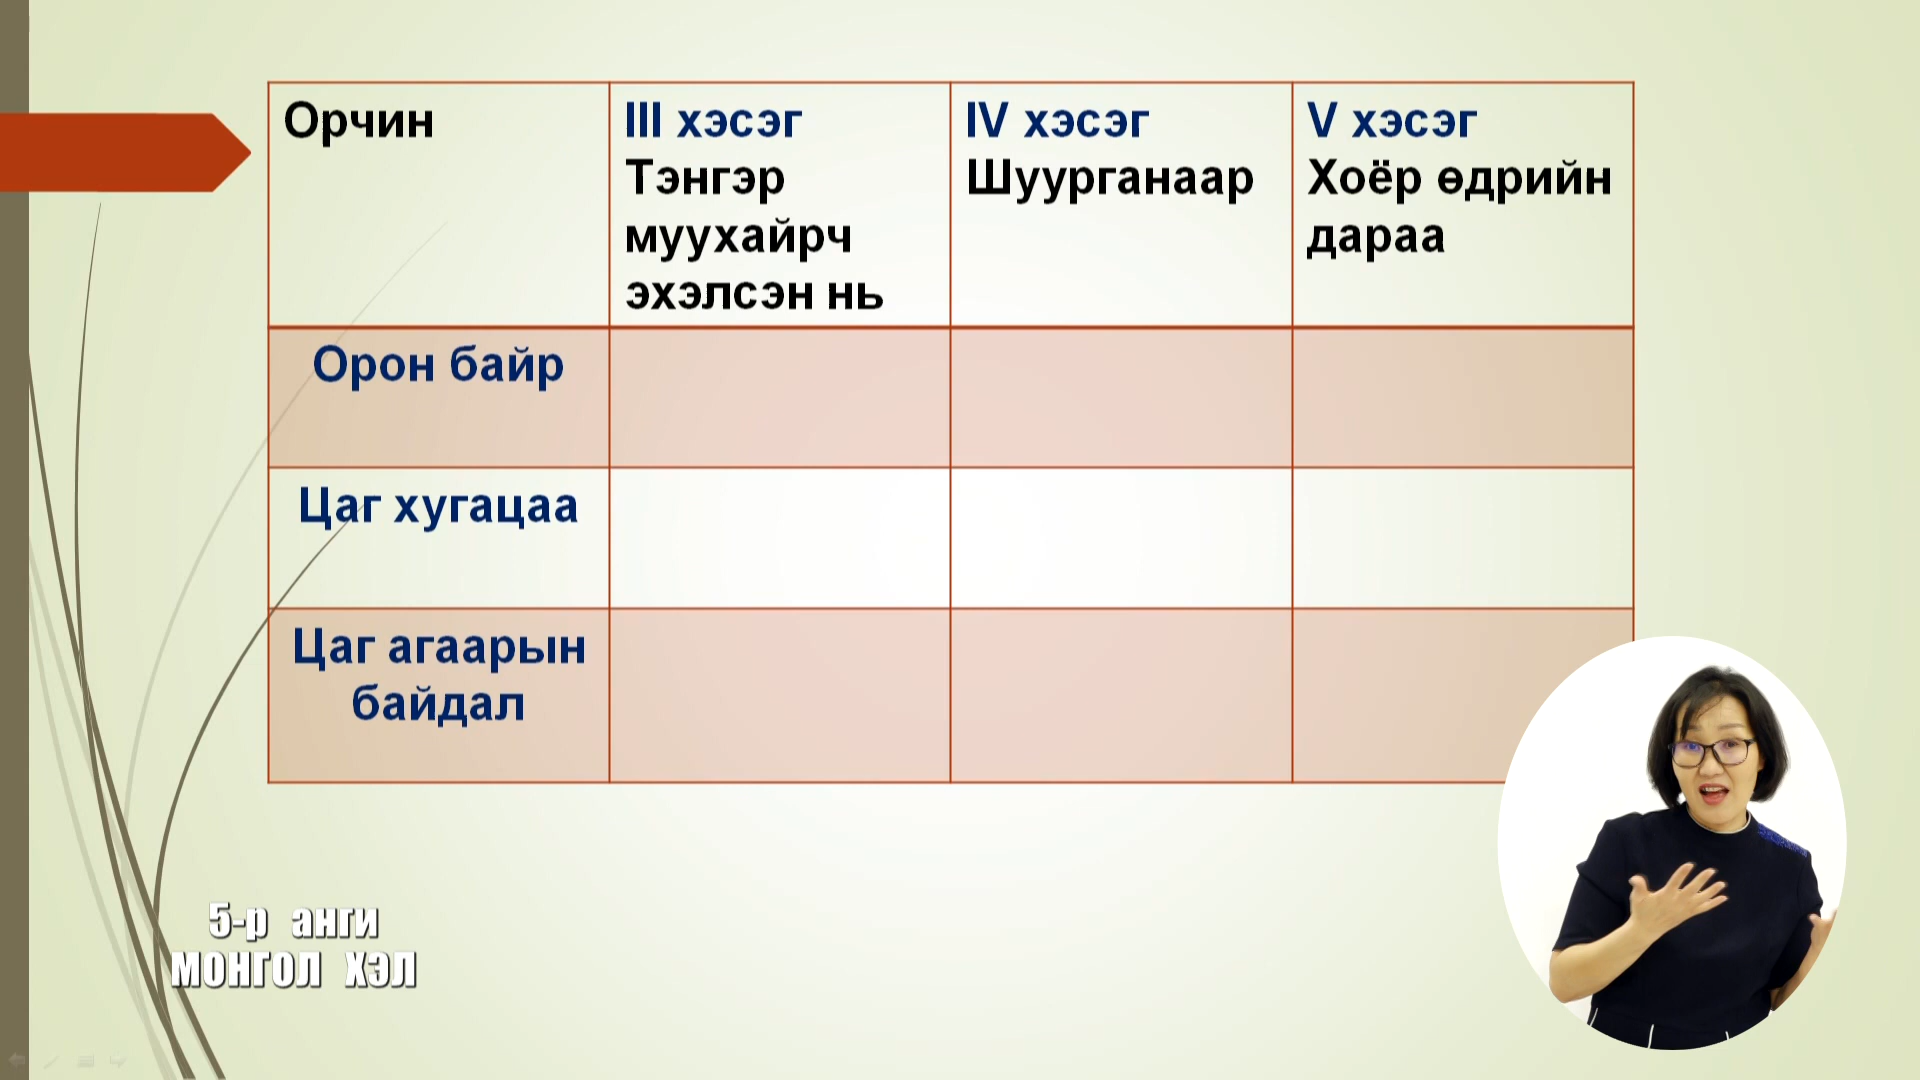 Орчин
III хэсэг
Тэнгэр
муухайрч
эхэлсэн нь
IV хэсэг
Шуурганаар
V хэсэг
Хоёр өдрийн
дараа
Орон байр
Цаг хугацаа
Цаг агаарын
байдал
5-р анги
МОНГОЛ ХЭЛ